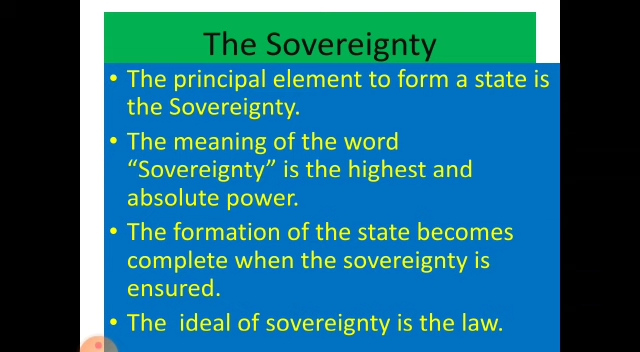 The Sovereignty
• The principal element to form a state is
the Sovereignty.
• The meaning of the word
“Sovereignty” is the highest and
absolute power.
• The formation of the state becomes
complete when the sovereignty is
ensured.
• The  ideal of sovereignty is the law.